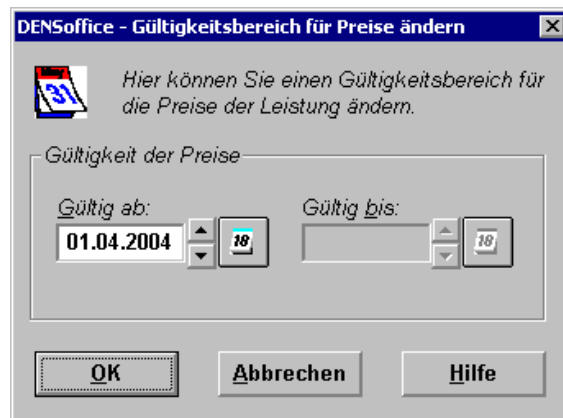 DENSoffice - Gültigkeitsbereich für Preise ändern
31
Hier können Sie einen Gültigkeitsbereich für
die Preise der Leistung ändern.
Gültigkeit der Preise
Gültig ab:
Gültig bis:
01.04.2004
18
18
OK
Abbrechen
Hilfe